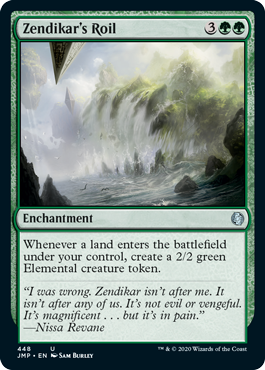 Zendikar's Roil 3
Enchantment
Whenever a land enters the battlefield
under your control, create a 2/2 green
Elemental creature token.
“I was wrong. Zendikar isn’t after me. It
isn’t after any of us. It’s not evil or vengeful.
It’s magnificent . . . but it’s in pain.”
—Nissa Revane
448 U
JMP • EN SAM BURLEY ™ & © 2020 Wizards of the Coast